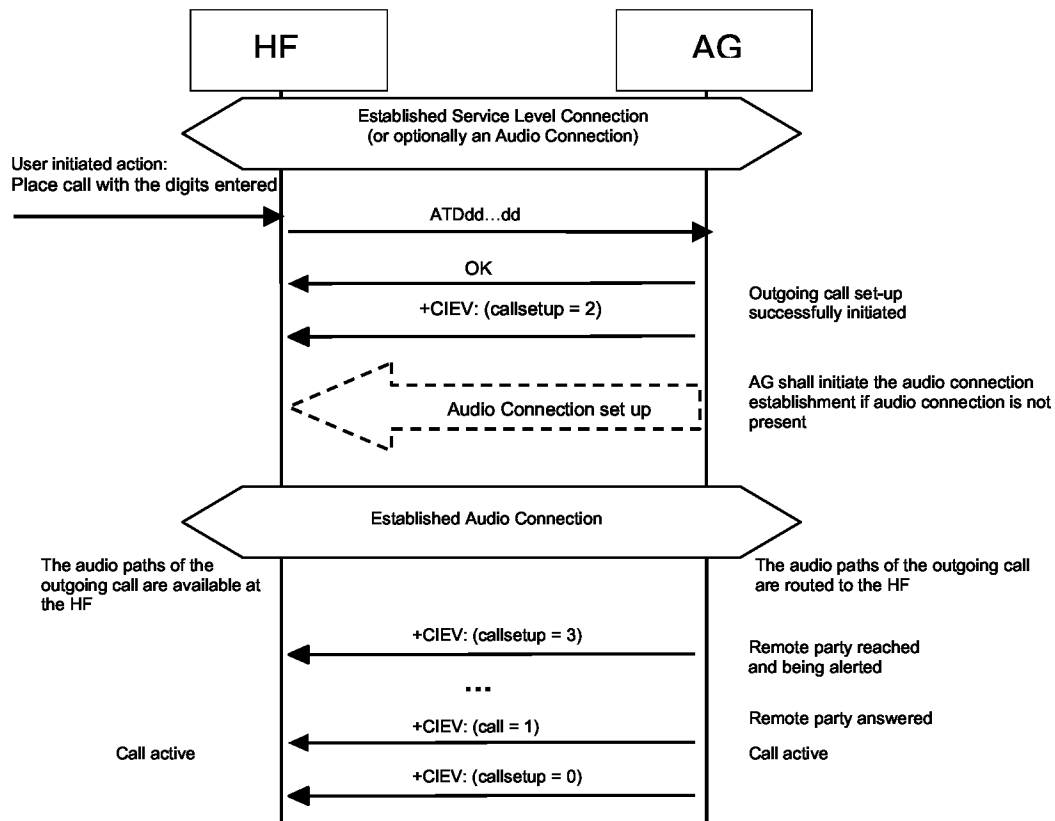 HF
AG
Established Service Level Connection
(or optionally an Audio Connection)
User initiated action:
Place call with the digits entered
ATDdd...dd
OK
+CIEV: (callsetup = 2)
Outgoing call set-up
successfully initiated
Audio Connection set up
AG shall initiate the audio connection
establishment if audio connection is not
present
Established Audio Connection
The audio paths of the
outgoing call are available at
the HF
The audio paths of the outgoing call
are routed to the HF
+CIEV: (callsetup = 3)
Remote party reached
and being alerted
...
+CIEV: (call = 1)
Remote party answered
Call active
Call active
+CIEV: (callsetup = 0)